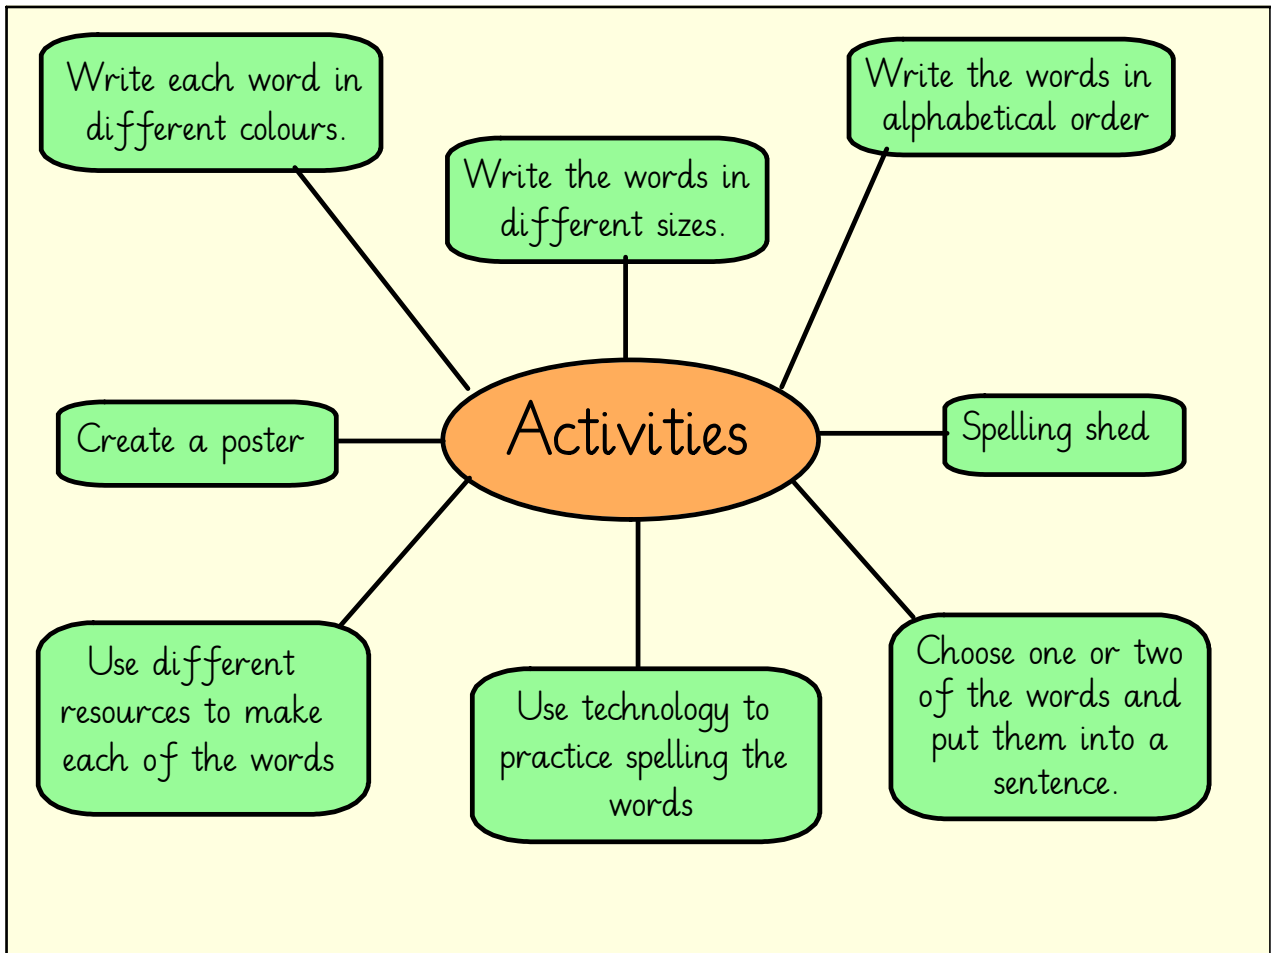 Write each word in
different colours.
Write the words in
different sizes.
Write the words in
alphabetical order
Create a poster
Activities
Spelling shed
Use different
resources to make
each of the words
Use technology to
practice spelling the
words
Choose one or two
of the words and
put them into a
sentence.